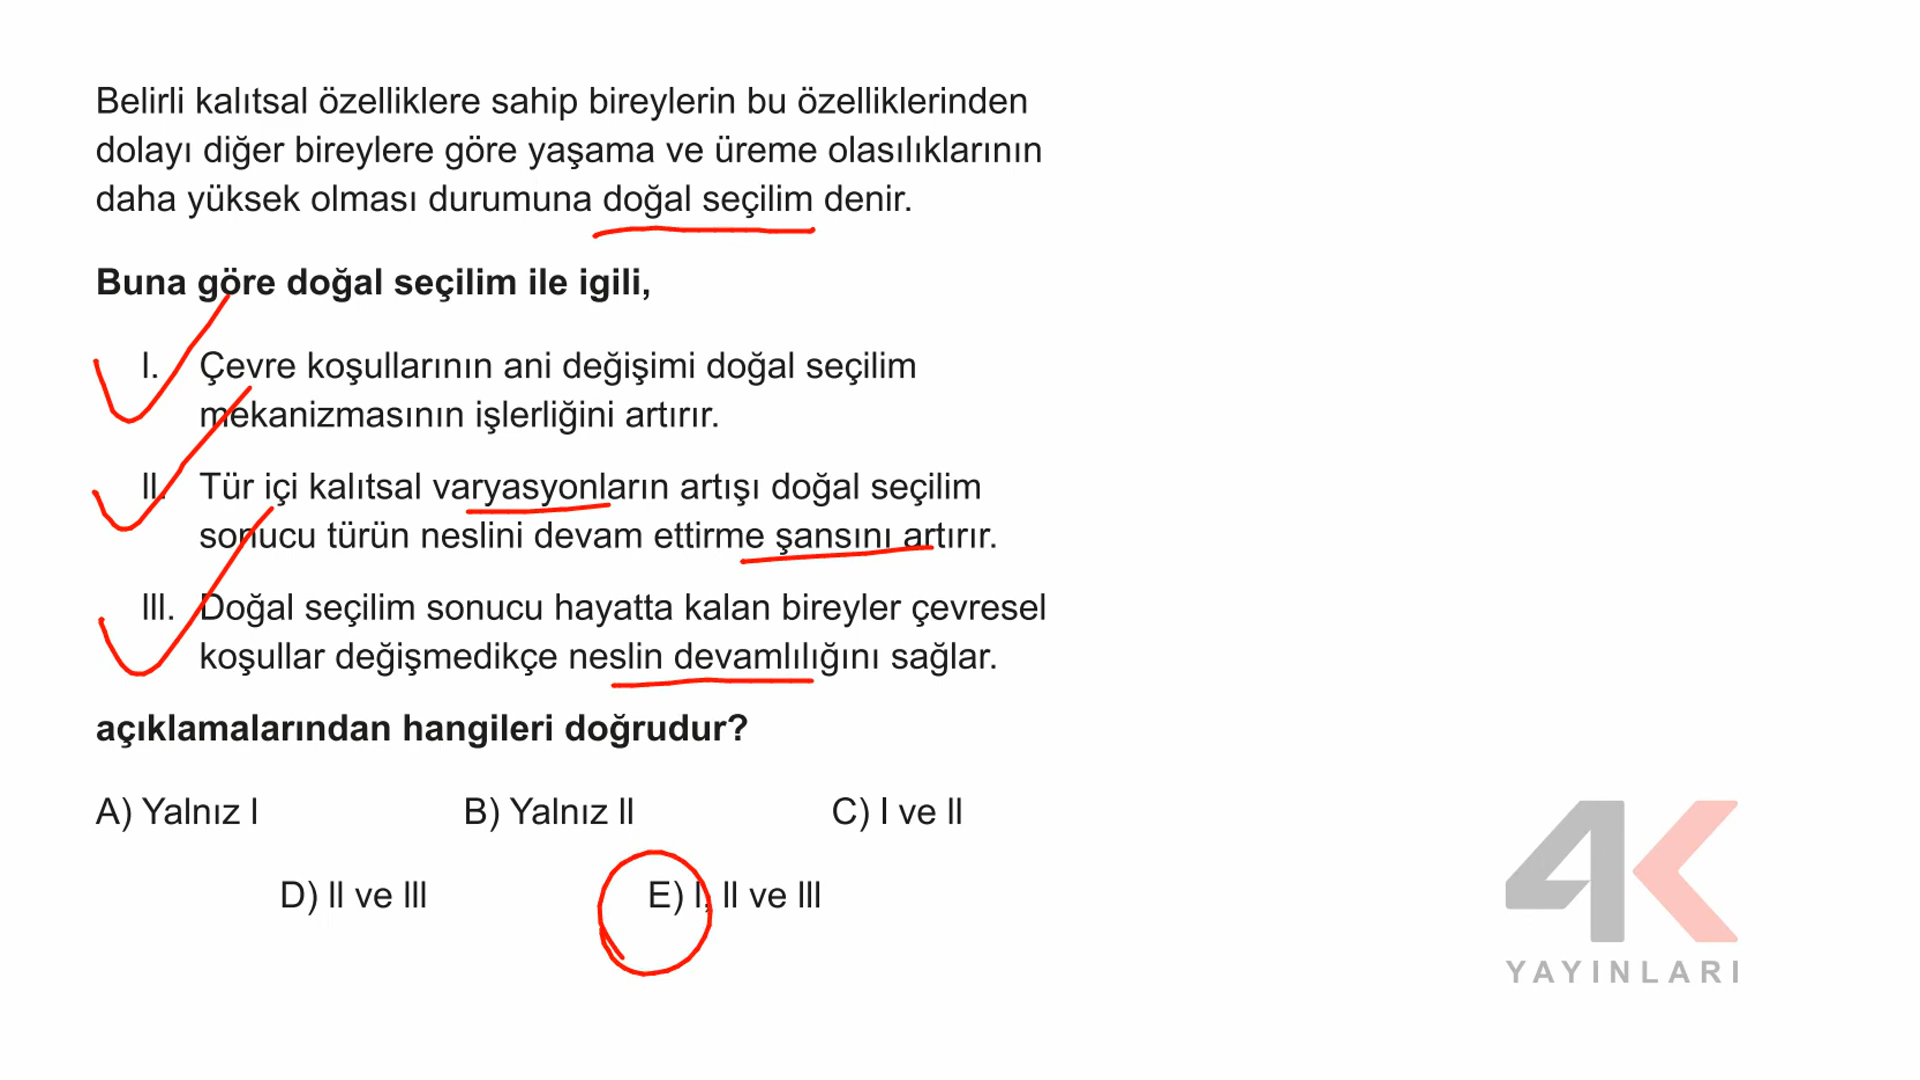 Belirli kalıtsal özelliklere sahip bireylerin bu özelliklerinden
dolayı diğer bireylere göre yaşama ve üreme olasılıklarının
daha yüksek olması durumuna doğal seçilim denir.
Buna göre doğal seçilim ile igili,
I. Çevre koşullarının ani değişimi doğal seçilim
mekanizmasının işlerliğini artırır.
II. Tür içi kalıtsal varyasyonların artışı doğal seçilim
sonucu türün neslini devam ettirme şansını artırır.
III. Doğal seçilim sonucu hayatta kalan bireyler çevresel
koşullar değişmedikçe neslin devamlılığını sağlar.
açıklamalarından hangileri doğrudur?
A) Yalnız I B) Yalnız II C) I ve II
D) II ve III E) I, II ve III
4K
YAYINLARI